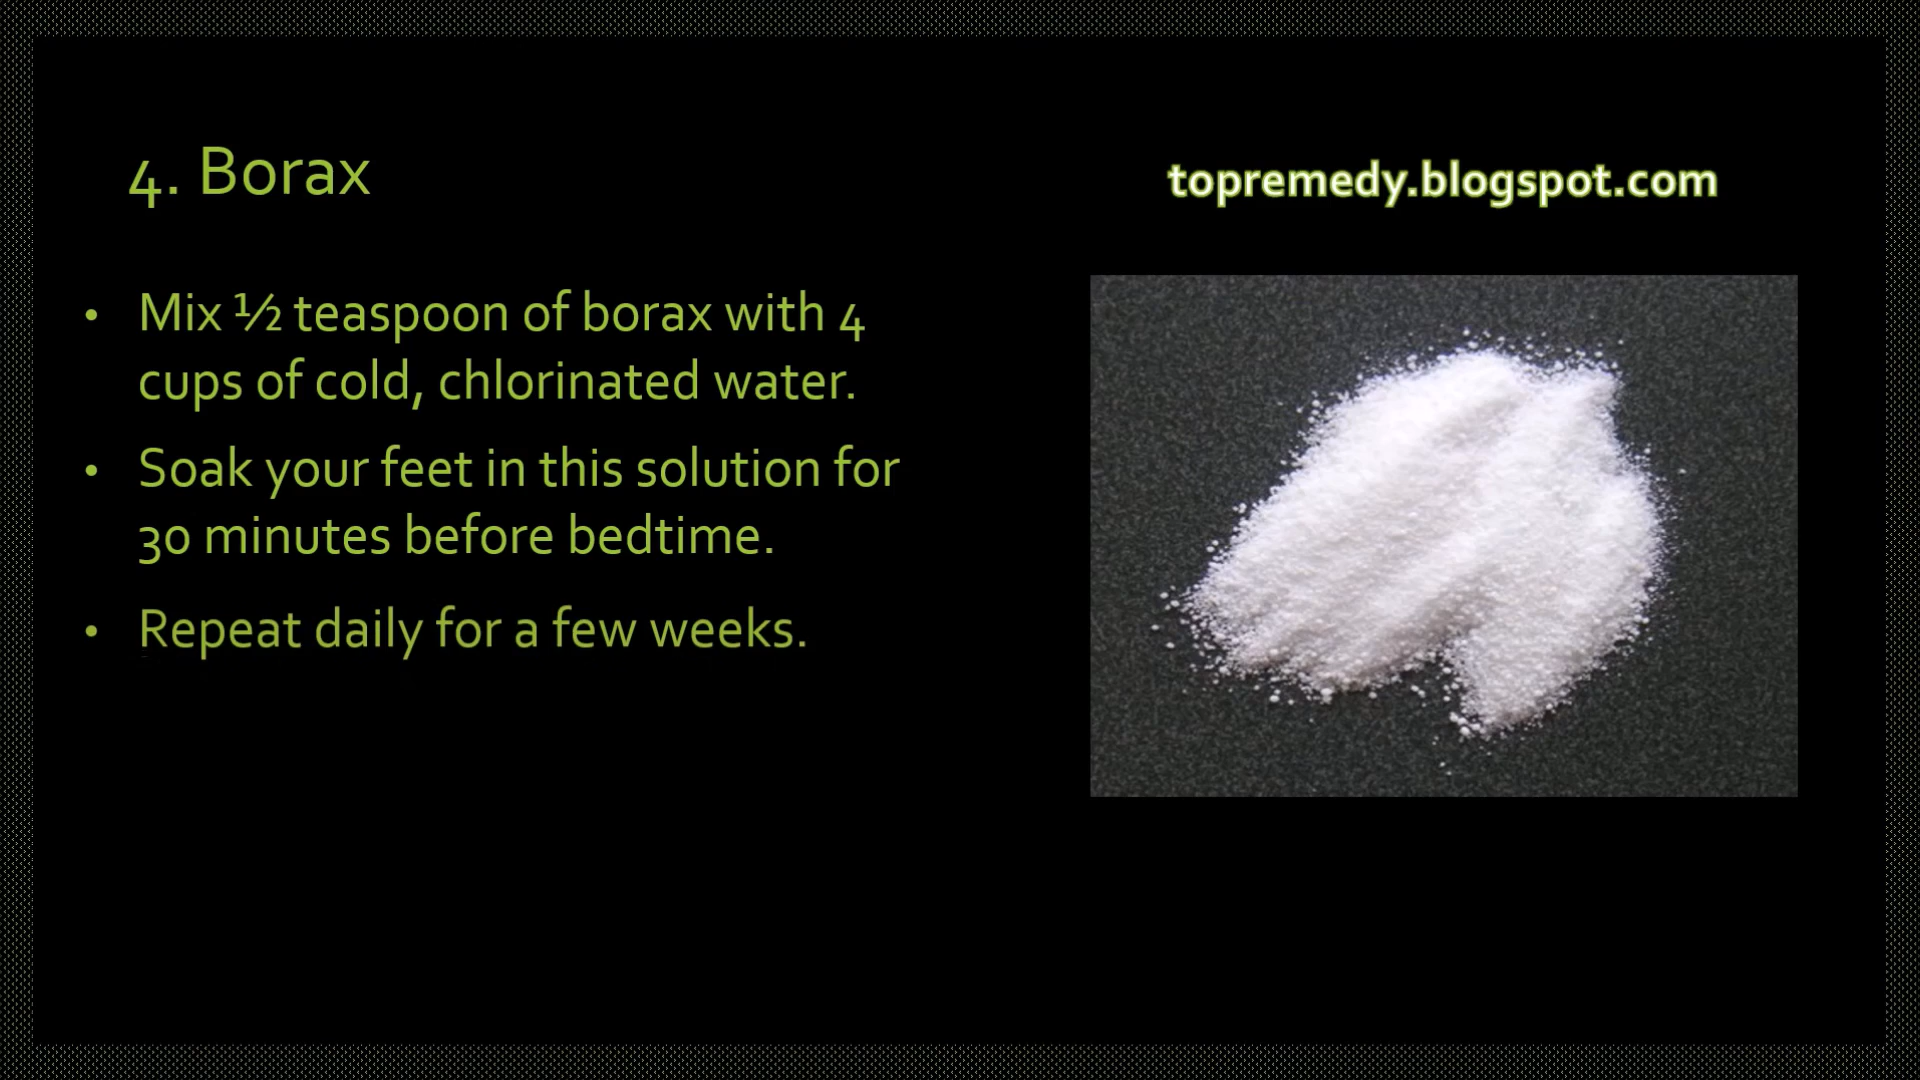 4. Borax
topremedy.blogspot.com
• Mix ½ teaspoon of borax with 4
cups of cold, chlorinated water.
• Soak your feet in this solution for
30 minutes before bedtime.
• Repeat daily for a few weeks.